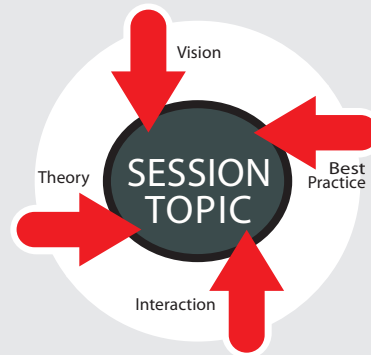 Vision
Best
Practice
Theory
SESSION
TOPIC
Interaction